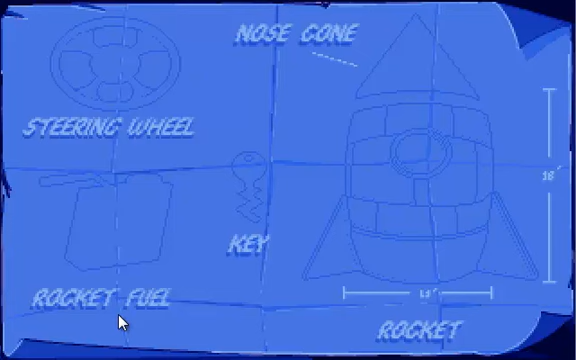 NOSE CONE
STEERING WHEEL
KEY
ROCKET FUEL
ROCKET